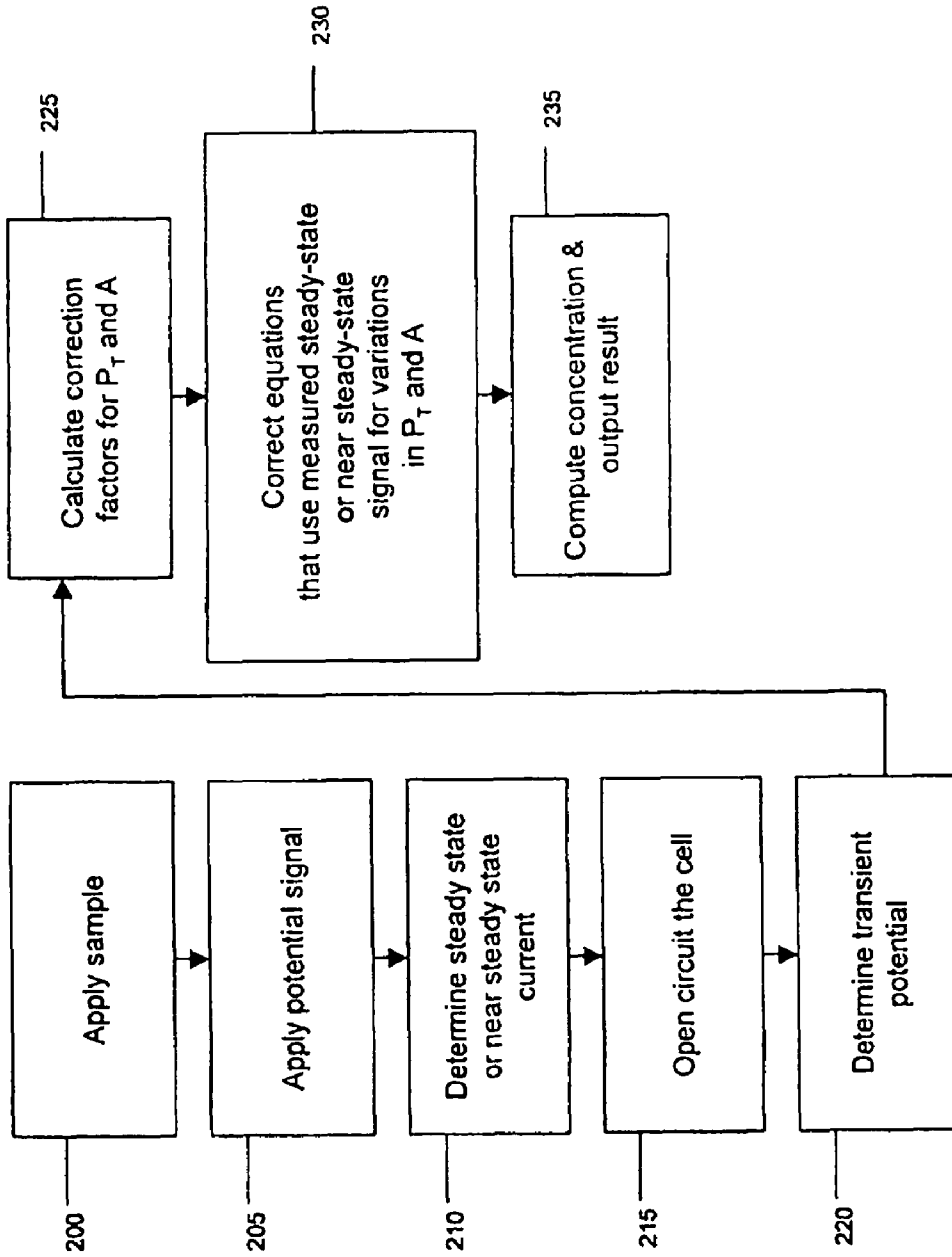 200
Apply sample
205
Apply potential signal
210
Determine steady state
or near steady state
current
215
Open circuit the cell
220
Determine transient
potential
225
Calculate correction
factors for P_T and A
230
Correct equations
that use measured steady-state
or near steady-state
signal for variations
in P_T and A
235
Compute concentration &
output result